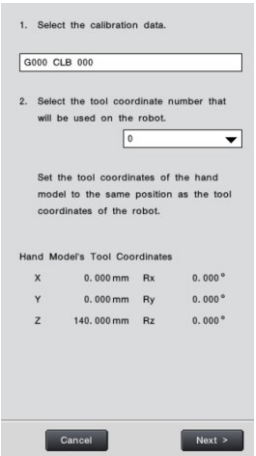 1. Select the calibration data.
G000 CLB 000
2. Select the tool coordinate number that
will be used on the robot.
0
Set the tool coordinates of the hand
model to the same position as the tool
coordinates of the robot.
Hand Model's Tool Coordinates
X 0.000 mm Rx 0.000°
Y 0.000 mm Ry 0.000°
Z 140.000 mm Rz 0.000°
Cancel Next >